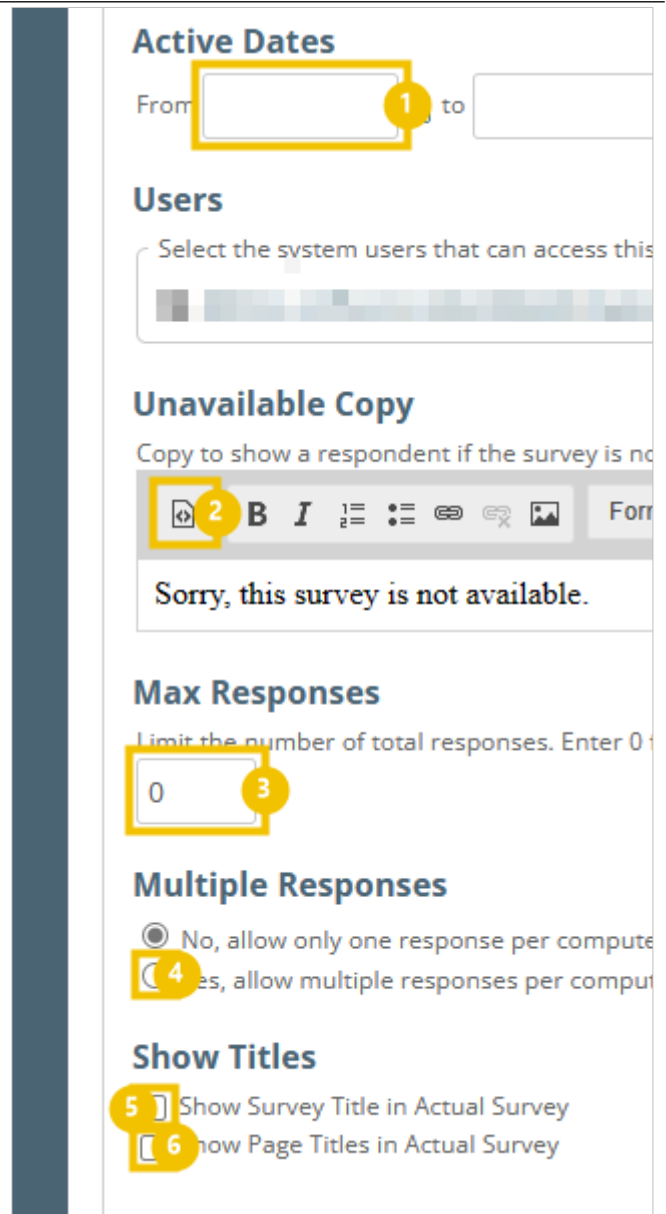 Active Dates
From 1 to
Users
Select the system users that can access this
Unavailable Copy
Copy to show a respondent if the survey is
2 B I Form
Sorry, this survey is not available.
Max Responses
Limit the number of total responses. Enter 0
0 3
Multiple Responses
No, allow only one response per compute
4 es, allow multiple responses per comput
Show Titles
5 Show Survey Title in Actual Survey
6 how Page Titles in Actual Survey